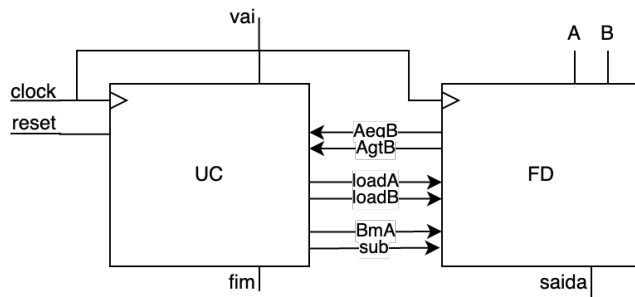 vai
A B
clock
reset
AeqB
AgtB
UC
loadA
loadB
FD
BmA
sub
fim
saida